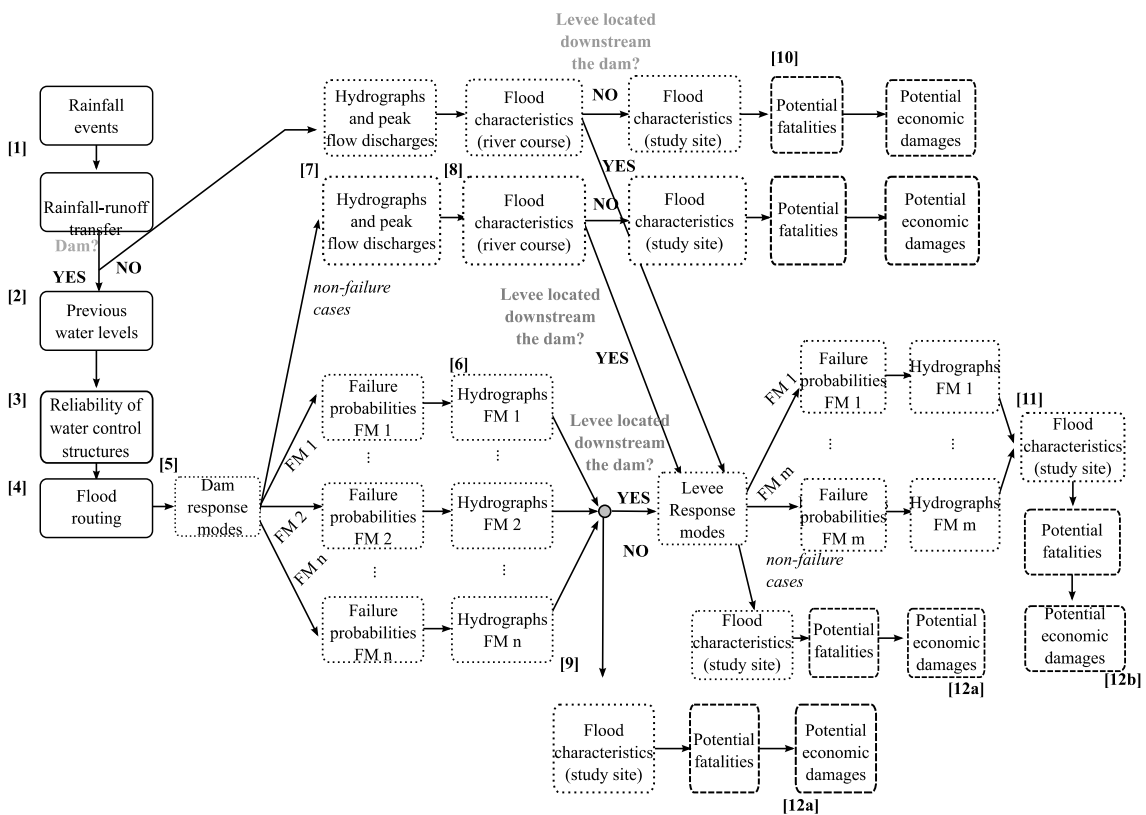 Levee located
downstream
the dam?
[10]
Rainfall
events
[1]
Rainfall-runoff
transfer
Dam?
YES
NO
[2]
Previous
water levels
[3]
Reliability of
water control
structures
[4]
Flood
routing
[5]
Dam
response
modes
Hydrographs
and peak
flow discharges
Flood
characteristics
(river course)
NO
YES
Flood
characteristics
(study site)
Potential
fatalities
Potential
economic
damages
[7]
Hydrographs
and peak
flow discharges
[8]
Flood
characteristics
(river course)
NO
Flood
characteristics
(study site)
Potential
fatalities
Potential
economic
damages
non-failure
cases
Levee located
downstream
the dam?
YES
FM 1
FM 2
FM n
Failure
probabilities
FM 1
...
Failure
probabilities
FM 2
...
Failure
probabilities
FM n
[6]
Hydrographs
FM 1
...
Hydrographs
FM 2
...
Hydrographs
FM n
Levee located
downstream
the dam?
YES
NO
[9]
Levee
Response
modes
FM 1
FM m
Failure
probabilities
FM 1
...
Failure
probabilities
FM m
Hydrographs
FM 1
...
Hydrographs
FM m
[11]
Flood
characteristics
(study site)
Potential
fatalities
Potential
economic
damages
[12b]
non-failure
cases
Flood
characteristics
(study site)
Potential
fatalities
Potential
economic
damages
[12a]
Flood
characteristics
(study site)
Potential
fatalities
Potential
economic
damages
[12a]